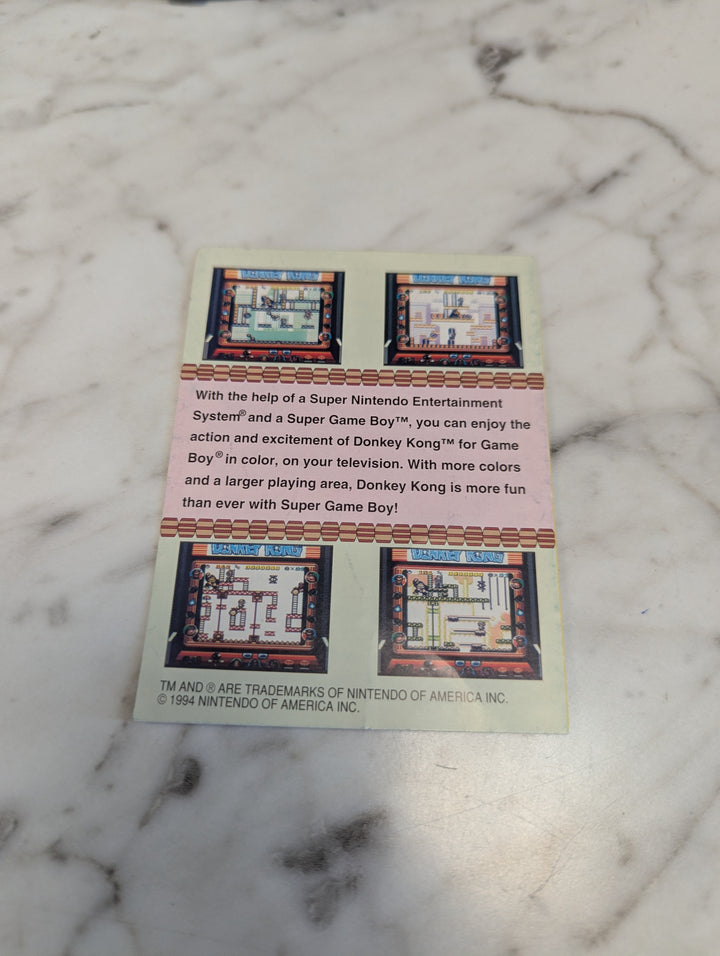 DONKEY KONG
DONKEY KONG
With the help of a Super Nintendo Entertainment
System® and a Super Game Boy™, you can enjoy the
action and excitement of Donkey Kong™ for Game
Boy® in color, on your television. With more colors
and a larger playing area, Donkey Kong is more fun
than ever with Super Game Boy!
DONKEY KONG
DONKEY KONG
TM AND ® ARE TRADEMARKS OF NINTENDO OF AMERICA INC.
© 1994 NINTENDO OF AMERICA INC.